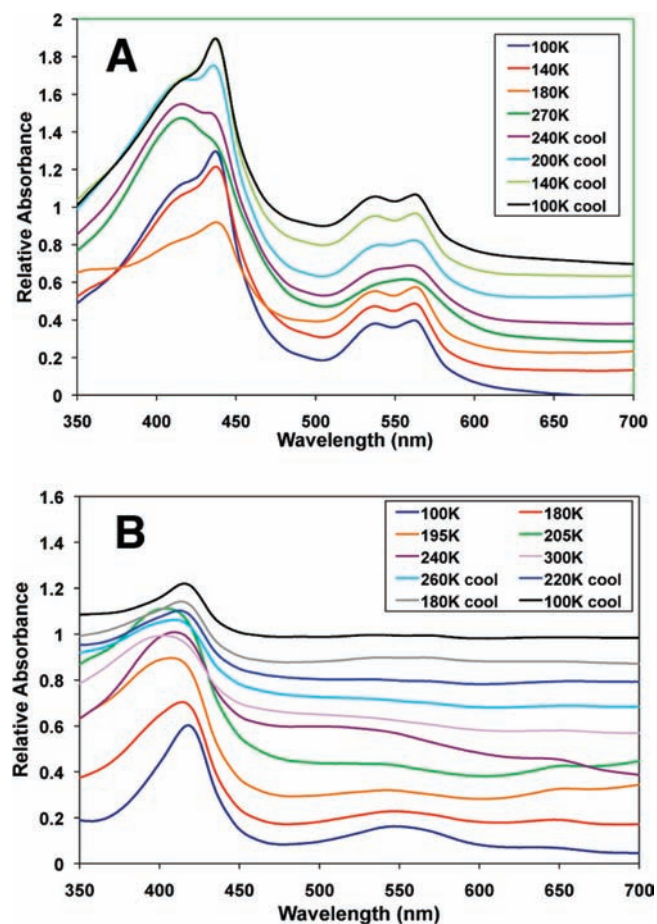 A
2
1.8
1.6
1.4
1.2
1
0.8
0.6
0.4
0.2
0
Relative Absorbance
100K
140K
180K
270K
240K cool
200K cool
140K cool
100K cool
350 400 450 500 550 600 650 700
Wavelength (nm)
B
1.6
1.4
1.2
1
0.8
0.6
0.4
0.2
0
Relative Absorbance
100K 180K
195K 205K
240K 300K
260K cool 220K cool
180K cool 100K cool
350 400 450 500 550 600 650 700
Wavelength (nm)